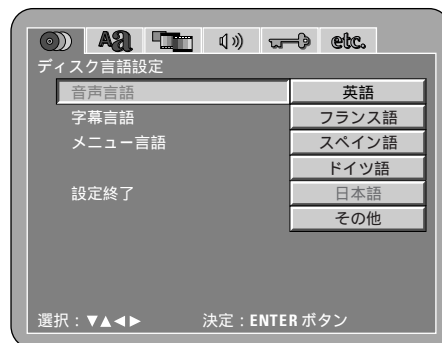 Aあ etc.
ディスク言語設定
音声言語 英語
字幕言語 フランス語
メニュー言語 スペイン語
ドイツ語
設定終了 日本語
その他
選択：▼▲◀▶ 決定：ENTER ボタン